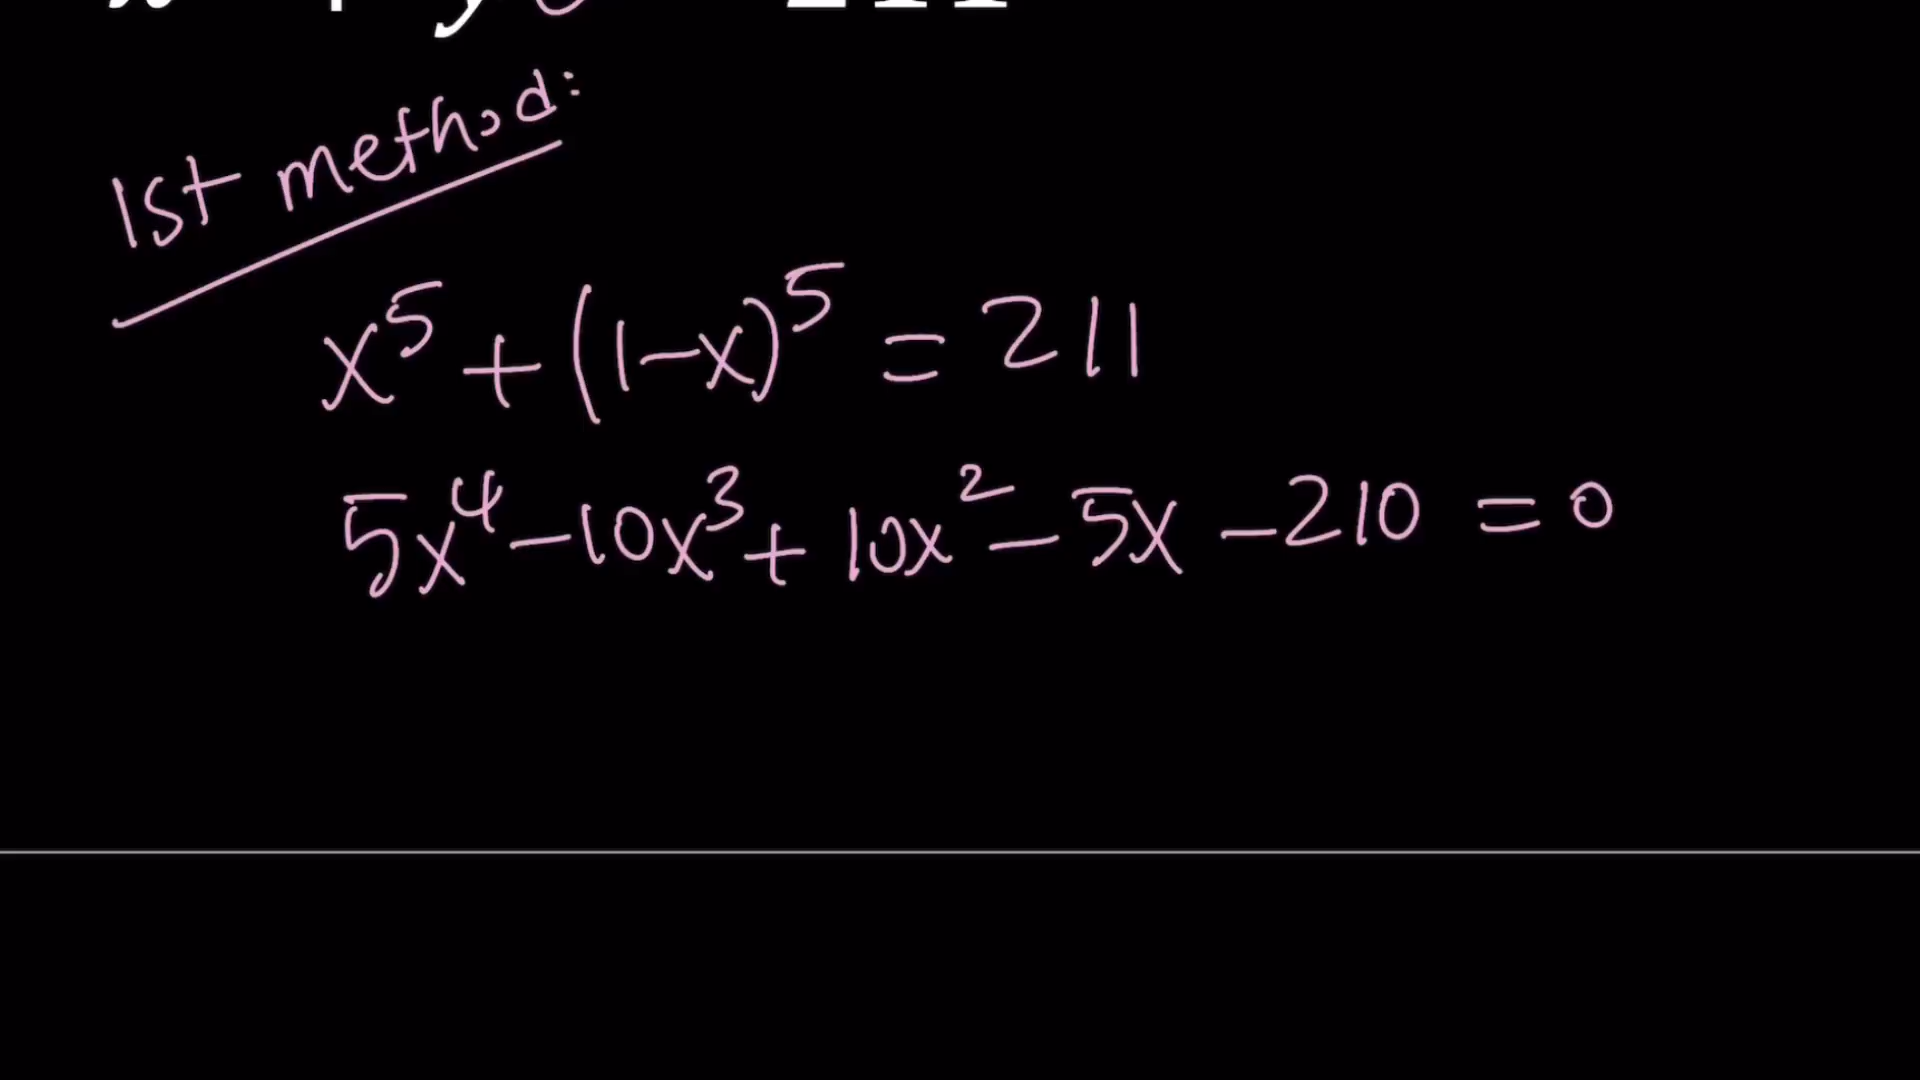 1st method:
x⁵ + (1-x)⁵ = 211
5x⁴ - 10x³ + 10x² - 5x - 210 = 0